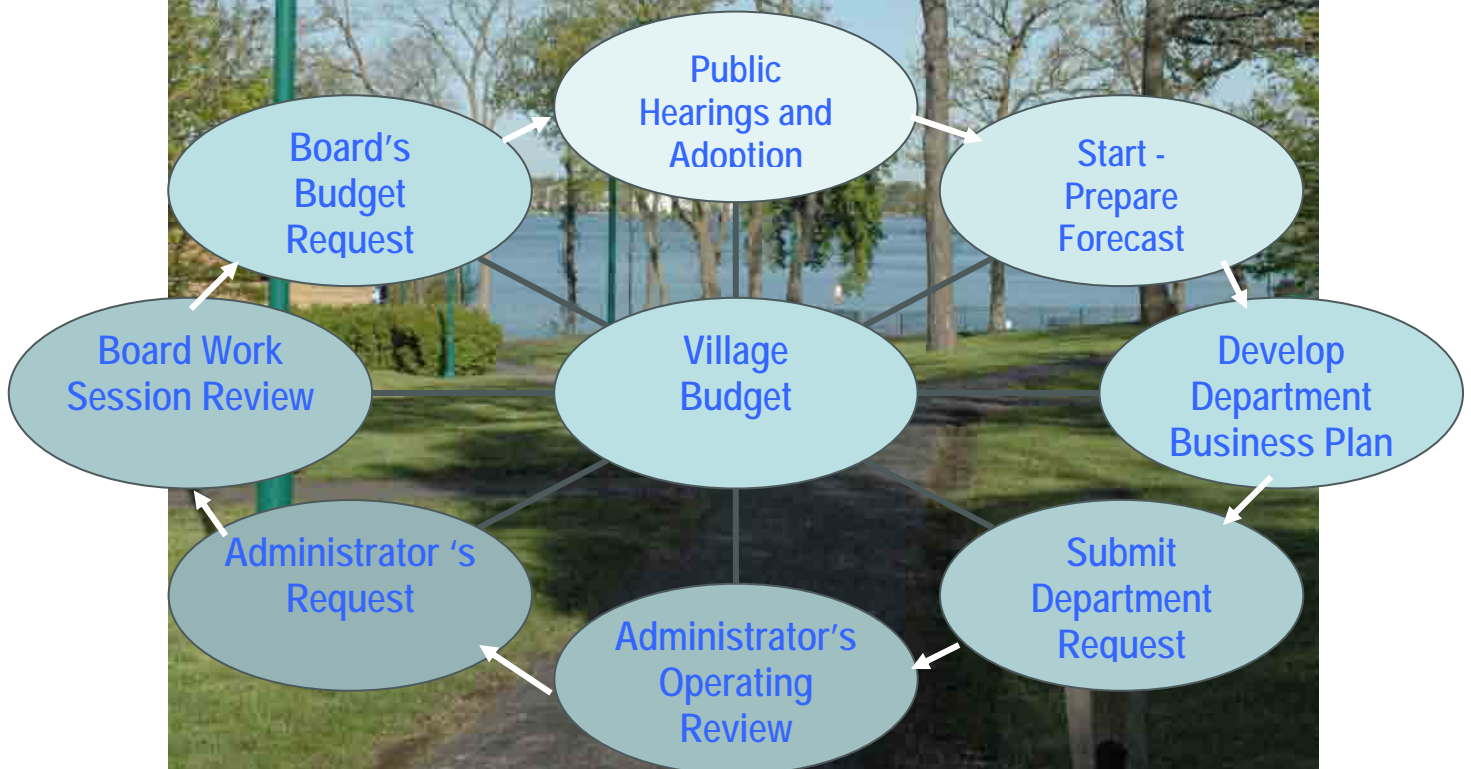 Public
Hearings and
Adoption
Start -
Prepare
Forecast
Develop
Department
Business Plan
Submit
Department
Request
Administrator's
Operating
Review
Administrator ‘s
Request
Board Work
Session Review
Board's
Budget
Request
Village
Budget